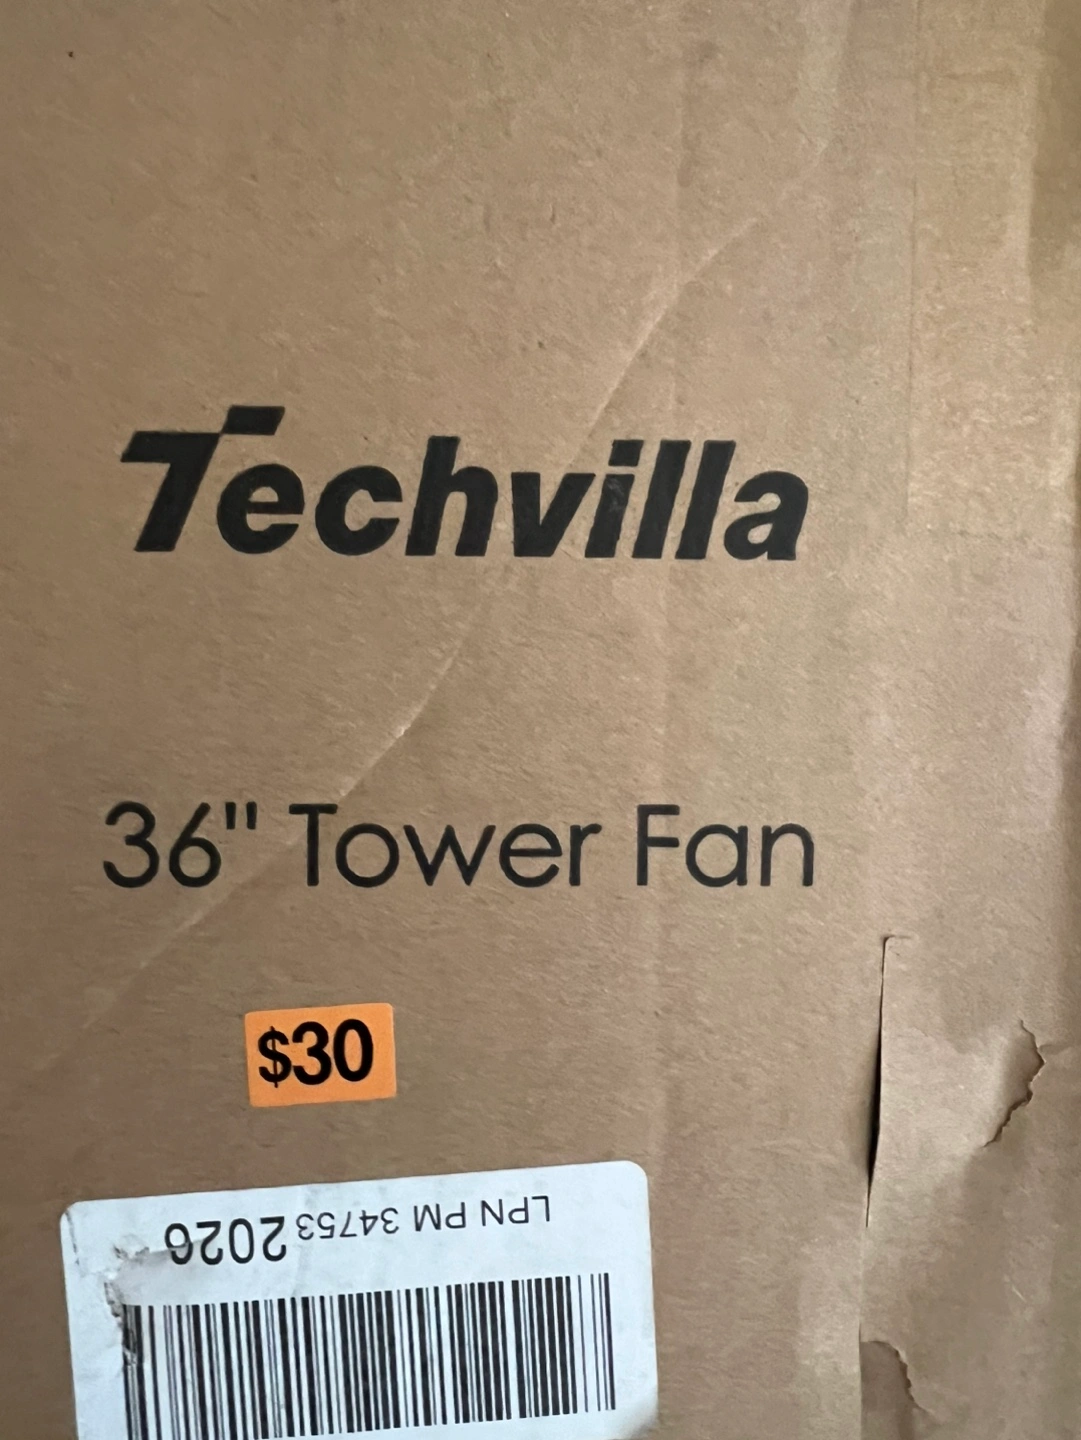 Techvilla
36" Tower Fan
$30
LPN PM 34753 2026